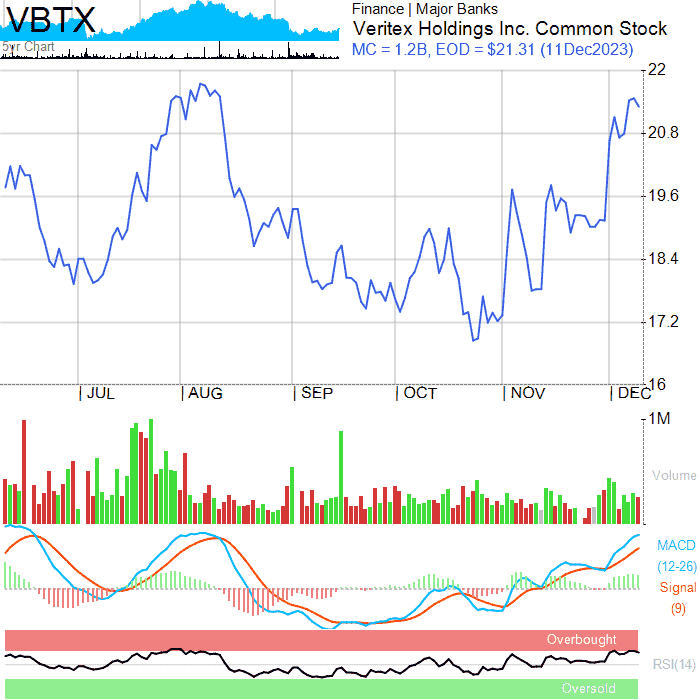 VBTX
5yr Chart
Finance | Major Banks
Veritex Holdings Inc. Common Stock
MC = 1.2B, EOD = $21.31 (11Dec2023)
22
20.8
19.6
18.4
17.2
16
JUL
AUG
SEP
OCT
NOV
DEC
1M
Volume
MACD
(12-26)
Signal
(9)
Overbought
RSI(14)
Oversold